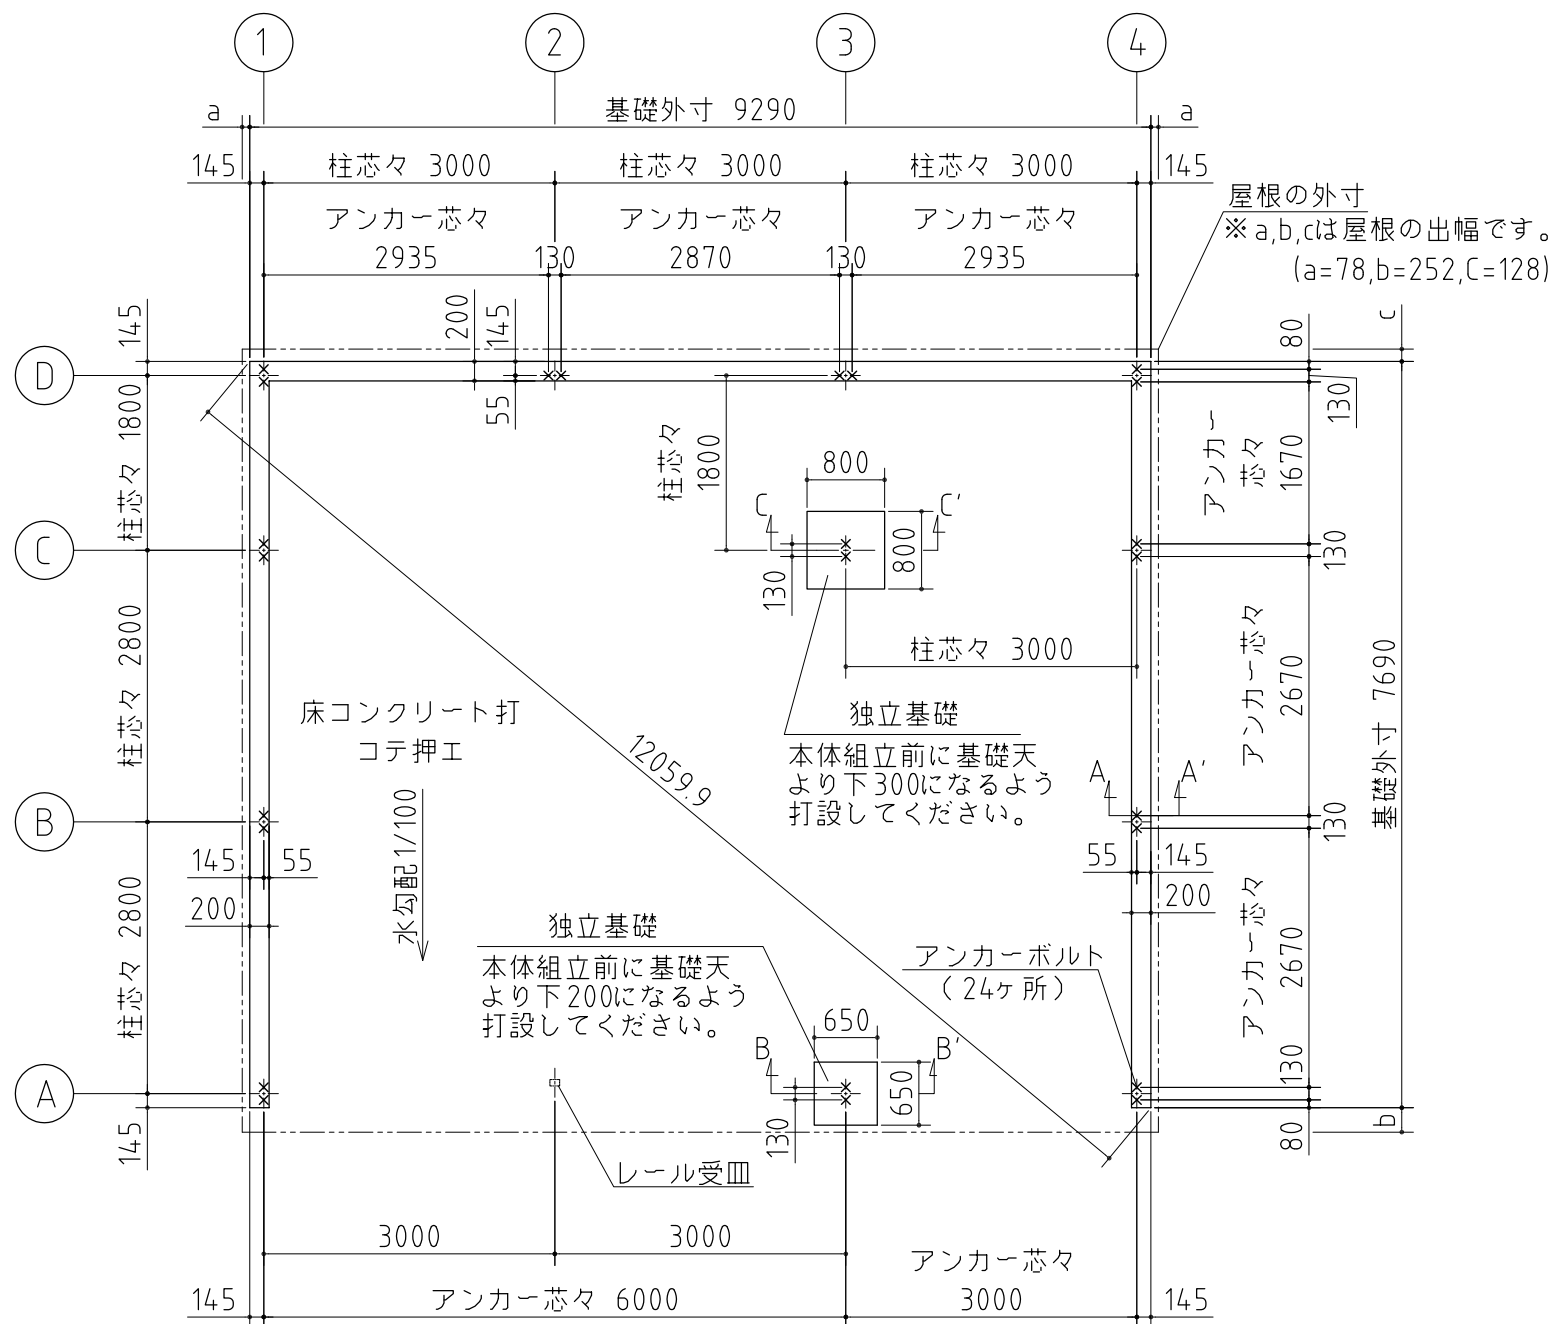 1
2
3
4
a
基礎外寸 9290
a
145
柱芯々 3000
柱芯々 3000
柱芯々 3000
145
アンカー芯々
アンカー芯々
アンカー芯々
2935
130
2870
130
2935
屋根の外寸
※a,b,cは屋根の出幅です。
(a=78,b=252,C=128)
145
200
145
55
80
c
130
D
柱芯々 1800
柱芯々
1800
800
C
C'
800
130
アンカー
芯々
1670
130
C
柱芯々 2800
柱芯々 3000
アンカー芯々
2670
基礎外寸 7690
床コンクリート打
コテ押エ
12059.9
独立基礎
本体組立前に基礎天
より下300になるよう
打設してください。
A
A'
130
B
水勾配1/100
145
55
200
55
145
200
柱芯々 2800
独立基礎
本体組立前に基礎天
より下200になるよう
打設してください。
アンカーボルト
(24ケ所)
アンカー芯々
2670
650
B
B'
650
130
130
A
145
レール受皿
80
b
3000
3000
アンカー芯々
145
アンカー芯々 6000
3000
145